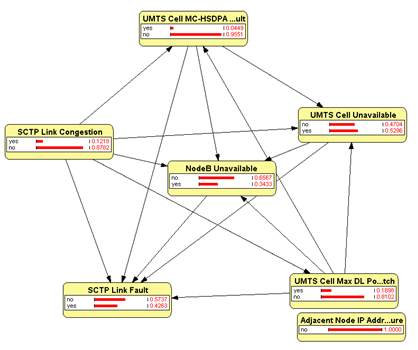 UMTS Cell MC-HSDPA ...ult
yes 0.0449
no 0.9551
UMTS Cell Unavailable
no 0.4704
yes 0.5296
SCTP Link Congestion
yes 0.1218
no 0.8782
NodeB Unavailable
no 0.6567
yes 0.3433
SCTP Link Fault
no 0.5737
yes 0.4263
UMTS Cell Max DL Po...tch
yes 0.1898
no 0.8102
Adjacent Node IP Addr...ure
no 1.0000